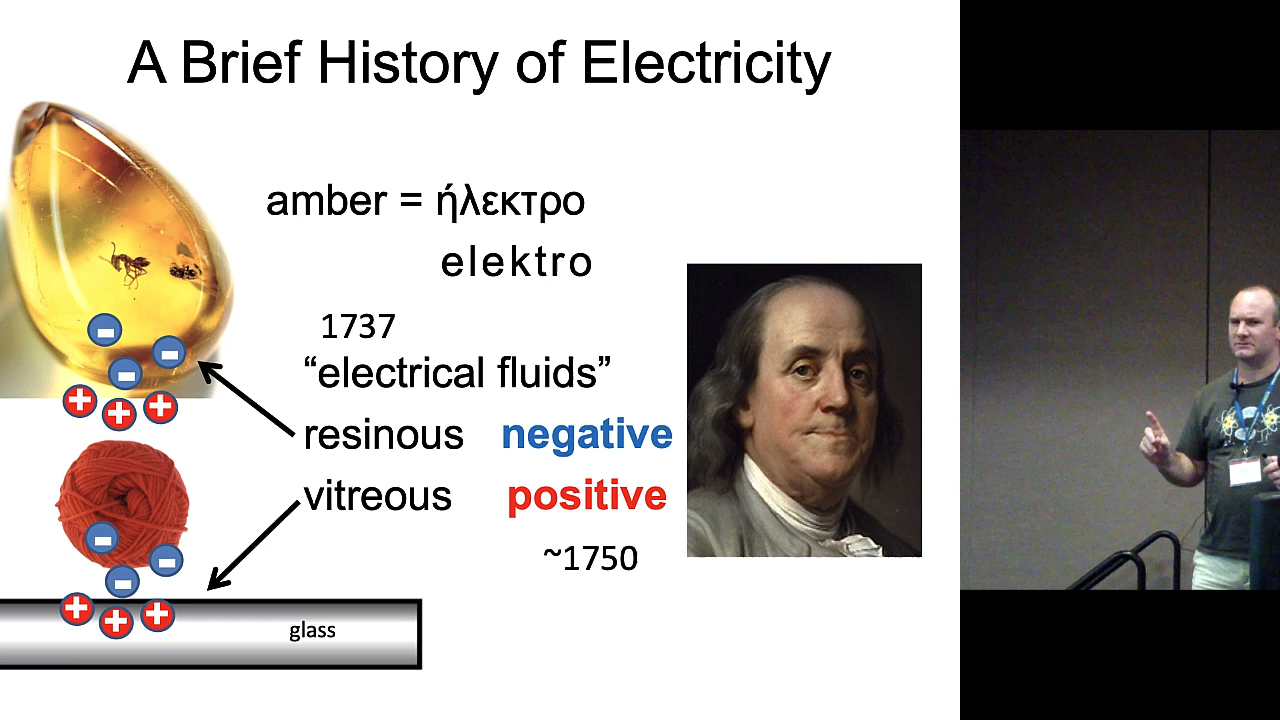 A Brief History of Electricity
amber = ήλεκτρο
elektro
1737
“electrical fluids”
resinous negative
vitreous positive
~1750
glass